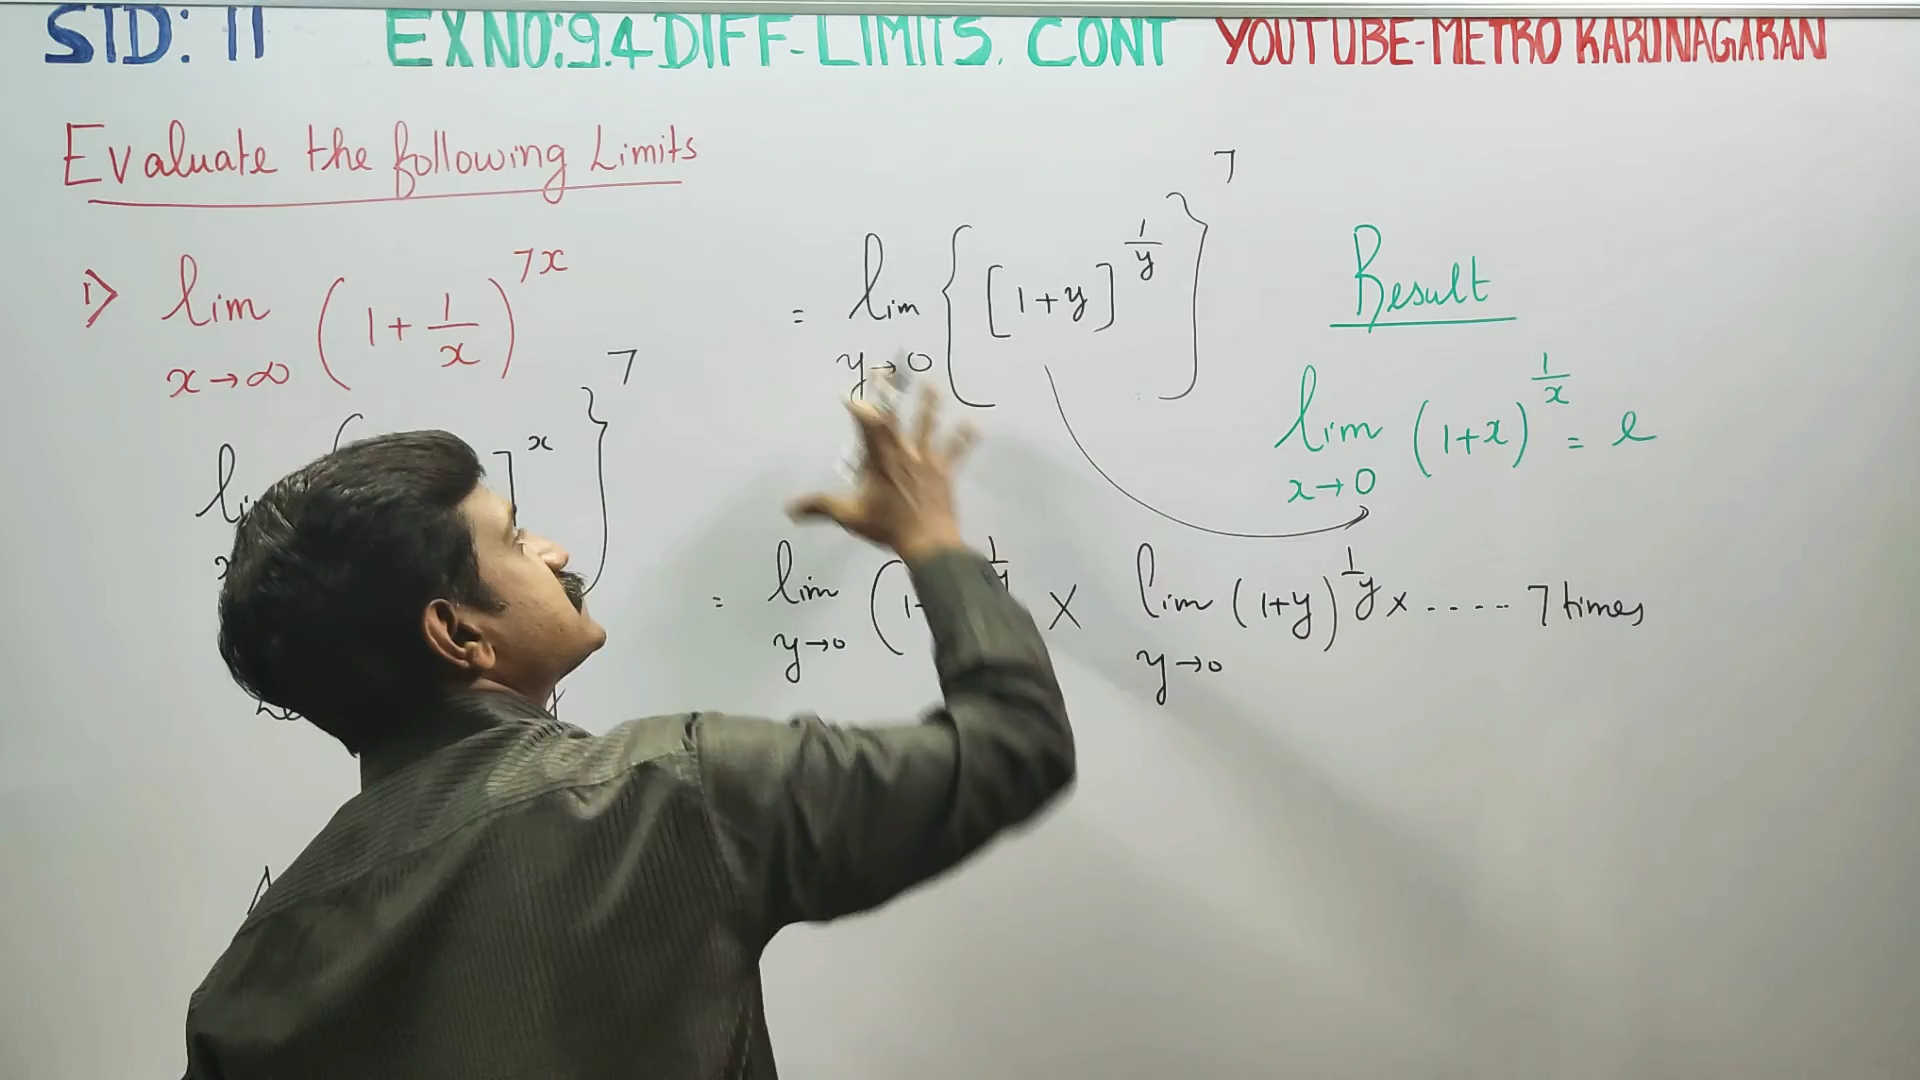 STD: 11 EX NO:9.4 DIFF-LIMITS. CONT YOUTUBE-METRO KARUNAGARAN
Evaluate the following Limits
1) lim x→∞ (1 + 1/x)^7x
]^x }^7
= lim y→0 { [1+y]^1/y }^7
Result
lim x→0 (1+x)^1/x = e
= lim y→0 × lim y→0 (1+y)^1/y × ..... 7 times